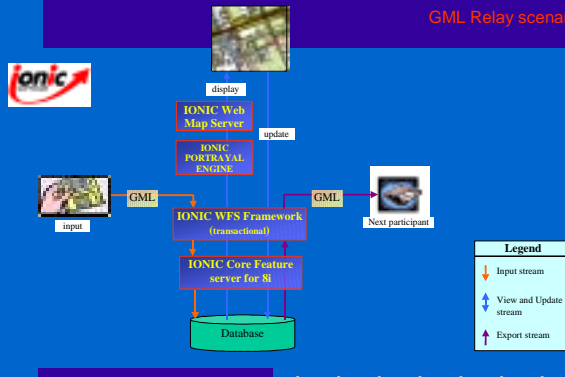 GML Relay scenar
ionic
display
IONIC Web
Map Server
update
IONIC
PORTRAYAL
ENGINE
GML
GML
input
IONIC WFS Framework
(transactional)
Next participant
IONIC Core Feature
server for 8i
Database
Legend
Input stream
View and Update
stream
Export stream